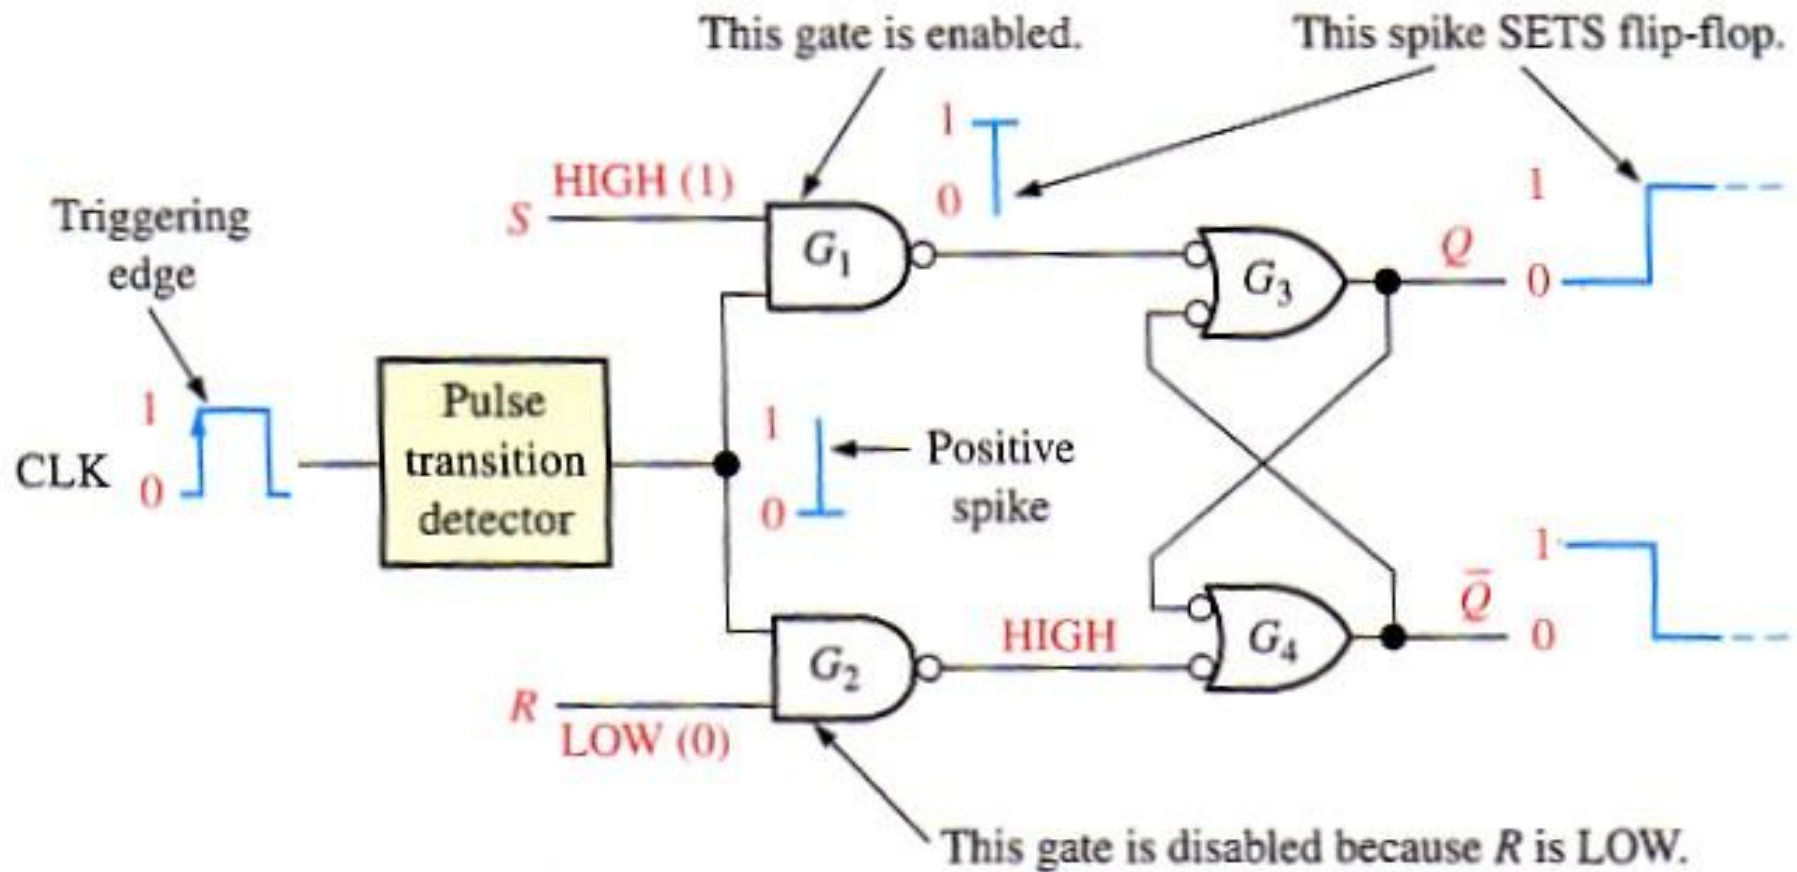 This gate is enabled.
This spike SETS flip-flop.
1
0
HIGH (1)
S
G1
Triggering
edge
1
0
CLK
Pulse
transition
detector
1
0
Positive
spike
G3
Q
1
0
G2
R
LOW (0)
HIGH
G4
Q̅
1
0
This gate is disabled because R is LOW.